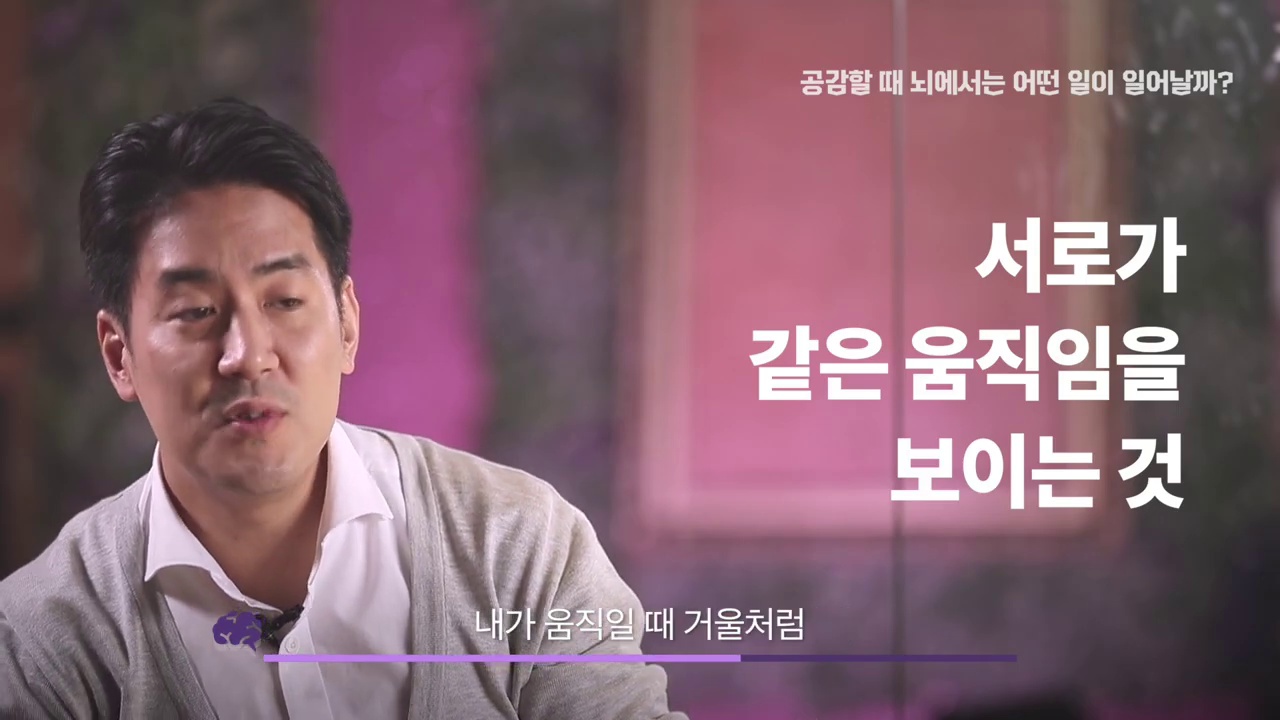 공감할 때 뇌에서는 어떤 일이 일어날까?
서로가
같은 움직임을
보이는 것
내가 움직일 때 거울처럼